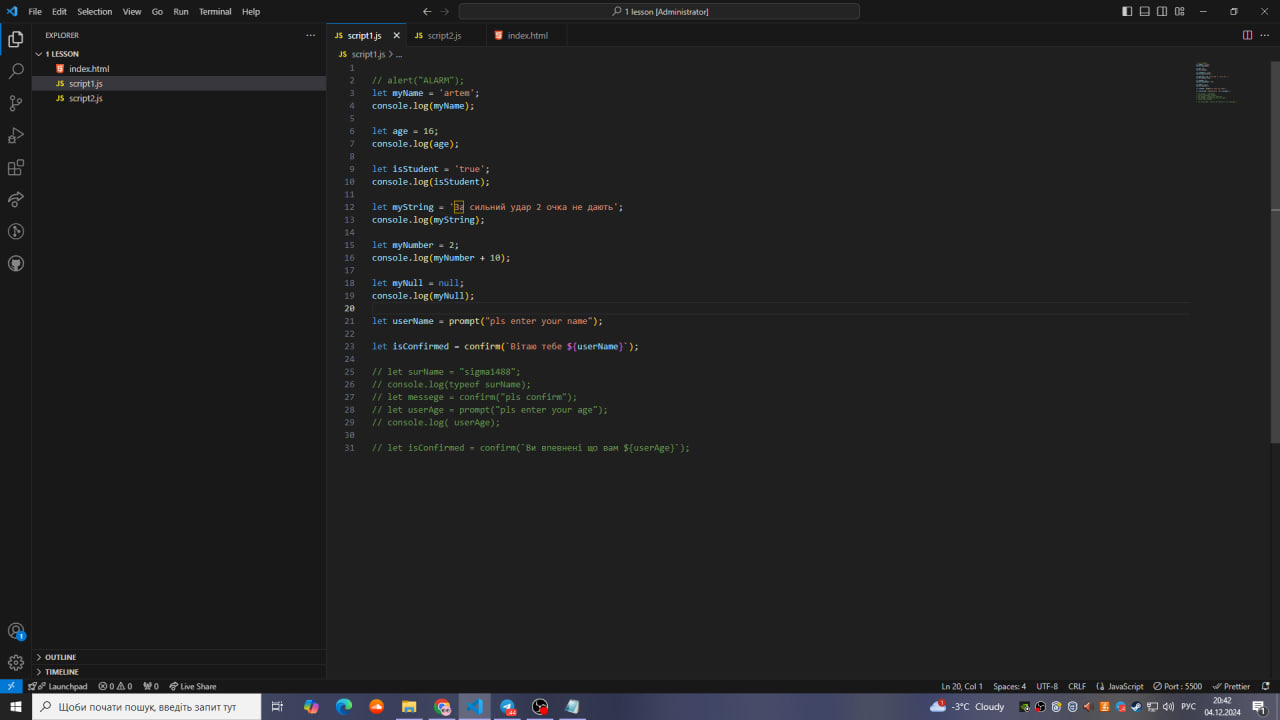 File Edit Selection View Go Run Terminal Help
1 lesson [Administrator]
EXPLORER
1 LESSON
index.html
JS script1.js
JS script2.js
JS script1.js
JS script2.js
index.html
JS script1.js > ...
1
2 // alert("ALARM");
3 let myName = 'artem';
4 console.log(myName);
5
6 let age = 16;
7 console.log(age);
8
9 let isStudent = 'true';
10 console.log(isStudent);
11
12 let myString = 'За сильний удар 2 очка не дають';
13 console.log(myString);
14
15 let myNumber = 2;
16 console.log(myNumber + 10);
17
18 let myNull = null;
19 console.log(myNull);
20
21 let userName = prompt("pls enter your name");
22
23 let isConfirmed = confirm(`Вітаю тебе ${userName}`);
24
25 // let surName = "sigma1488";
26 // console.log(typeof surName);
27 // let messege = confirm("pls confirm");
28 // let userAge = prompt("pls enter your age");
29 // console.log( userAge);
30
31 // let isConfirmed = confirm(`Ви впевнені що вам ${userAge}`);
1
OUTLINE
TIMELINE
Launchpad 0 0 0 Live Share
Ln 20, Col 1 Spaces: 4 UTF-8 CRLF JavaScript Port : 5500 Prettier
Щоби почати пошук, введіть запит тут
44
1
-3°C Cloudy
РУС
20:42
04.12.2024
1